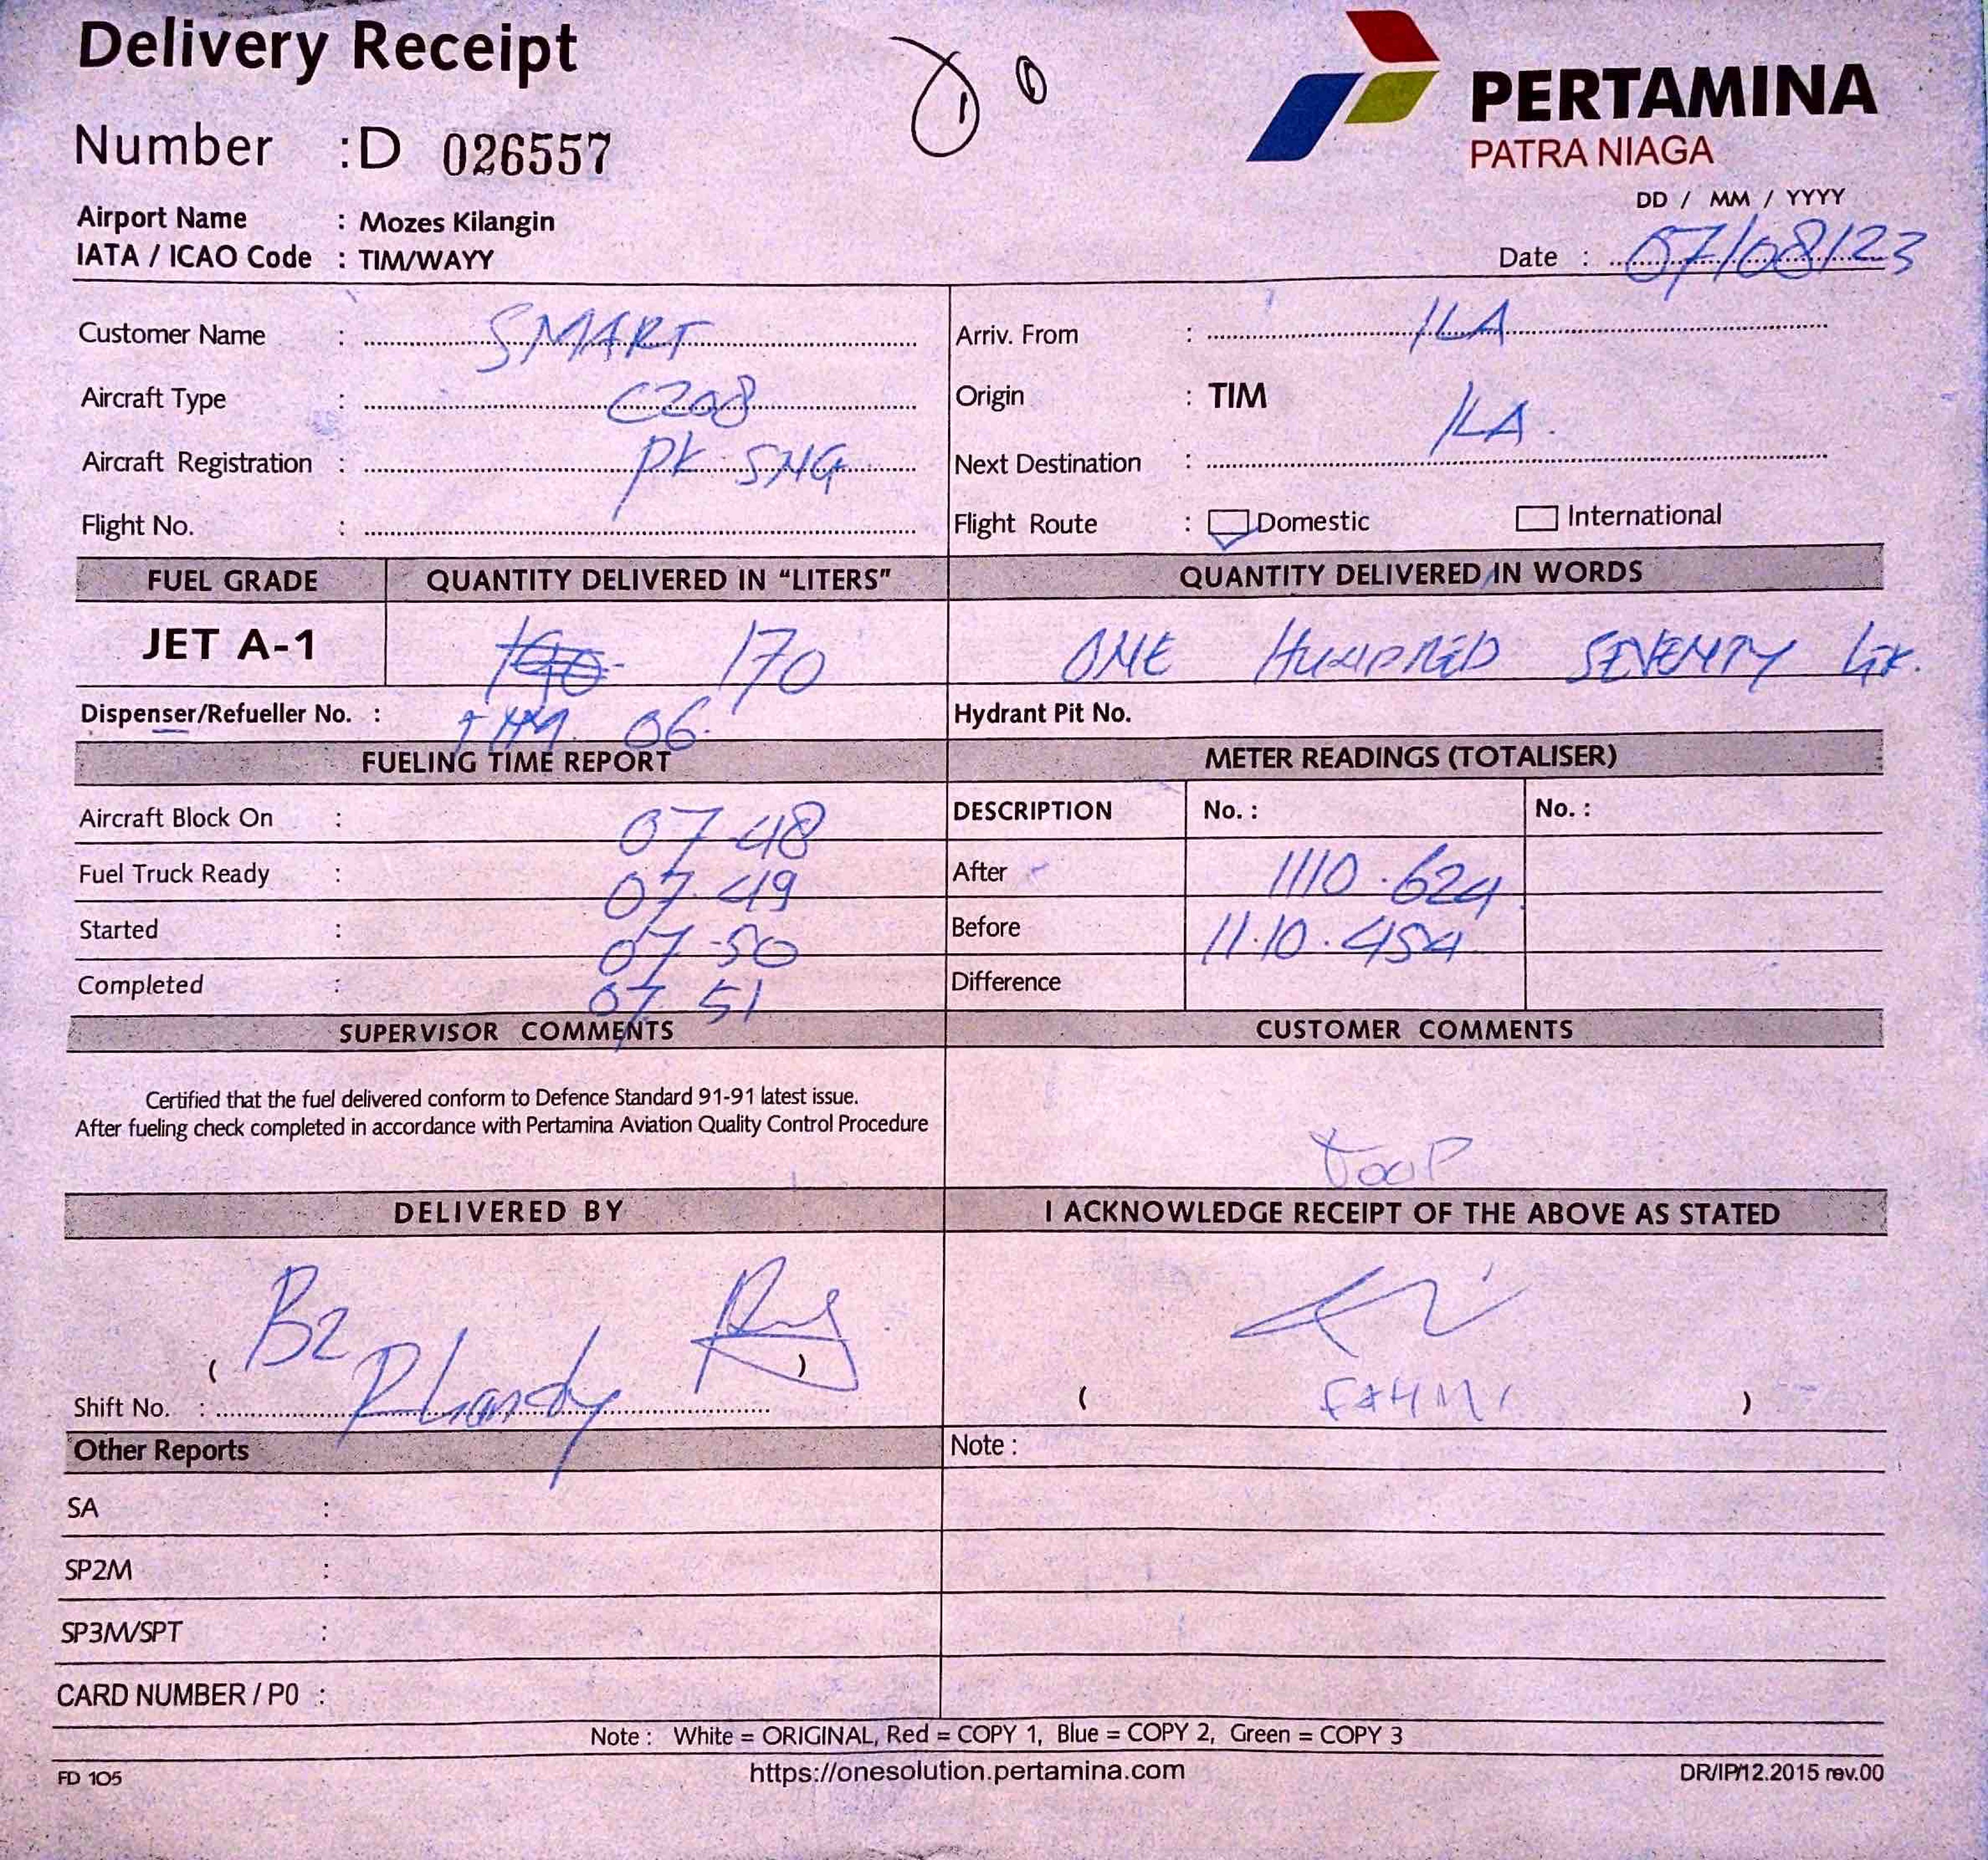 Delivery Receipt
PERTAMINA
PATRA NIAGA
Number : D 026557
DD / MM / YYYY
Airport Name : Mozes Kilangin
IATA / ICAO Code : TIM/WAYY
Date : 07/08/23
Customer Name : SMART
Arriv. From : ILA
Aircraft Type : C208
Origin : TIM
Aircraft Registration : PK SNG
Next Destination : ILA.
Flight No. :
Flight Route : Domestic International
FUEL GRADE QUANTITY DELIVERED IN "LITERS" QUANTITY DELIVERED IN WORDS
JET A-1 170 ONE HUNDRED SEVENTY
Dispenser/Refueller No. : 06.
Hydrant Pit No.
FUELING TIME REPORT METER READINGS (TOTALISER)
Aircraft Block On : 07-48
DESCRIPTION No. : No. :
Fuel Truck Ready : 07.49
After 1110.624
Started : 07-50
Before 11.10.454
Completed : 07 51
Difference
SUPERVISOR COMMENTS CUSTOMER COMMENTS
Certified that the fuel delivered conform to Defence Standard 91-91 latest issue.
After fueling check completed in accordance with Pertamina Aviation Quality Control Procedure
DELIVERED BY I ACKNOWLEDGE RECEIPT OF THE ABOVE AS STATED
B2
( )
Shift No. : Rhandy
( FAHMI )
Other Reports Note :
SA :
SP2M :
SP3M/SPT :
CARD NUMBER / P0 :
Note : White = ORIGINAL, Red = COPY 1, Blue = COPY 2, Green = COPY 3
FD 105 https://onesolution.pertamina.com DR/IP/12.2015 rev.00